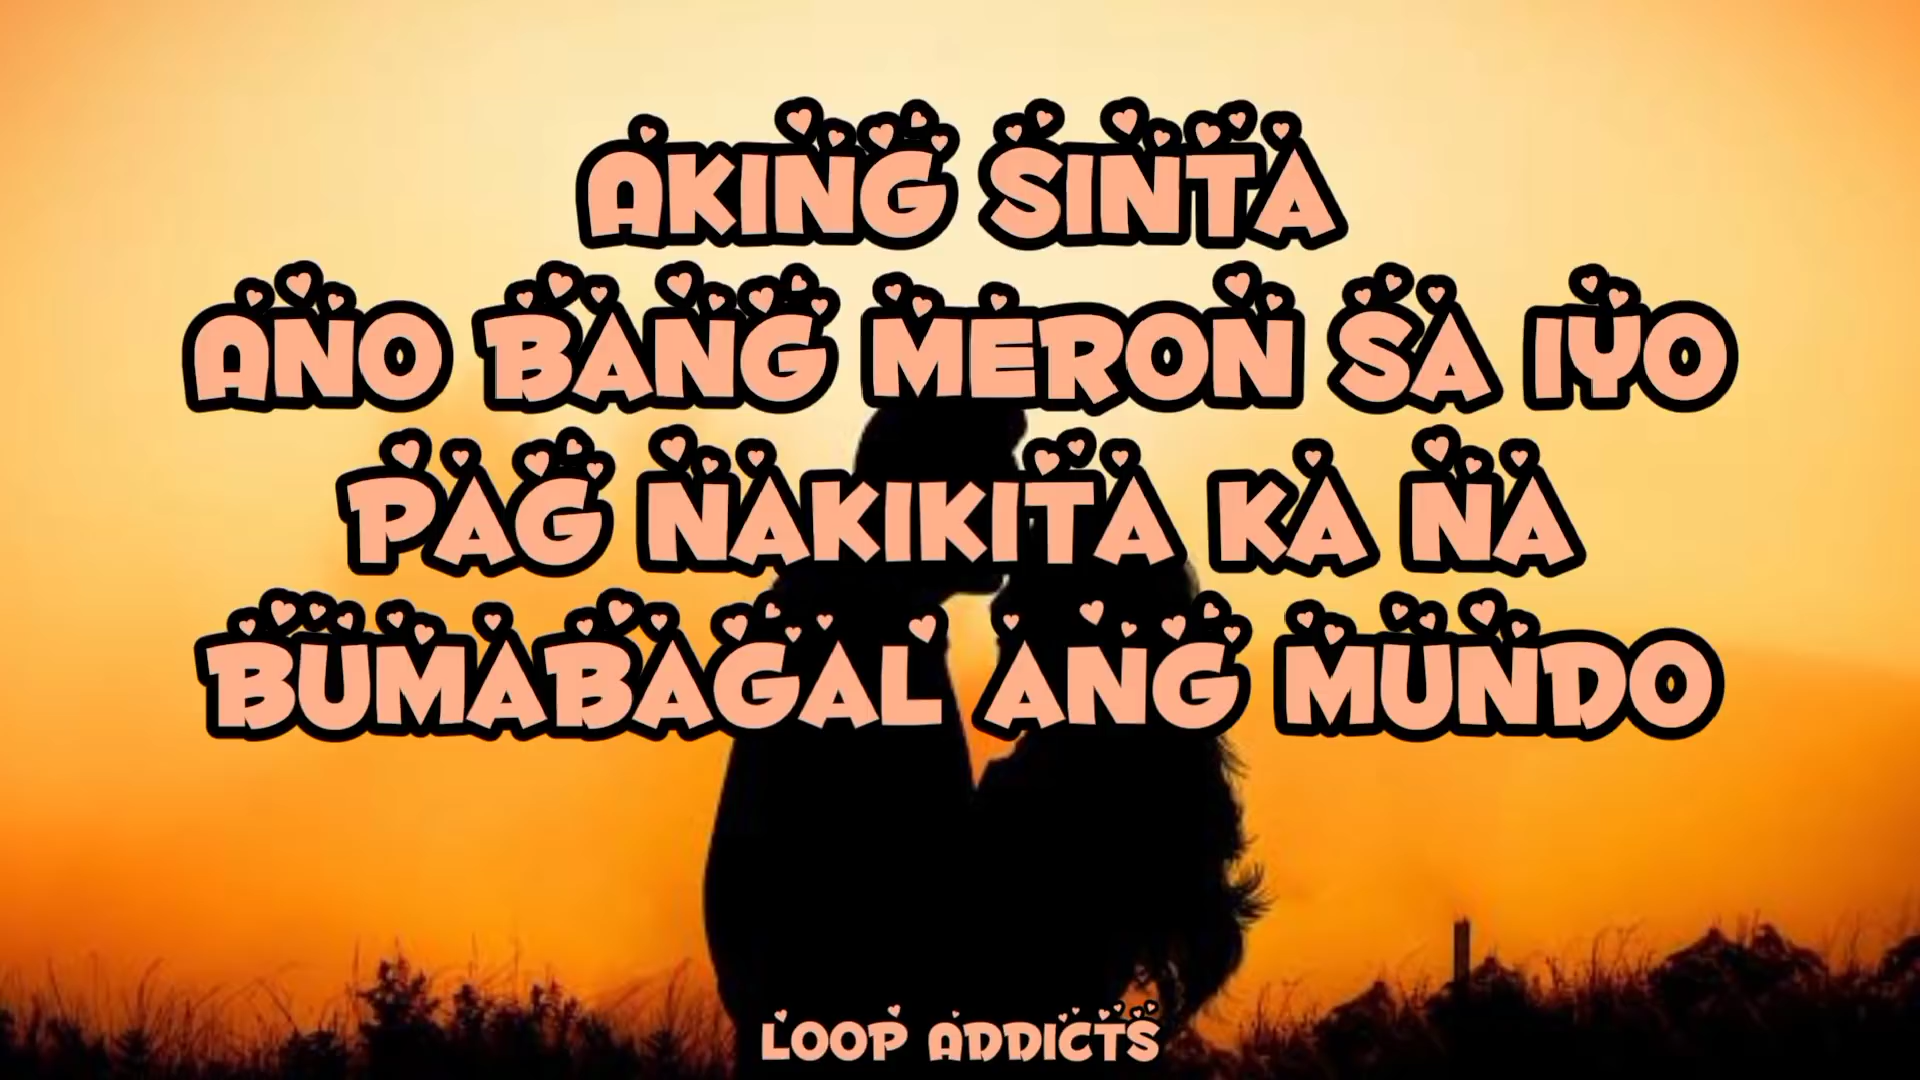 AKING SINTA
ANO BANG MERON SA IYO
PAG NAKIKITA KA NA
BUMABAGAL ANG MUNDO
LOOP ADDICTS